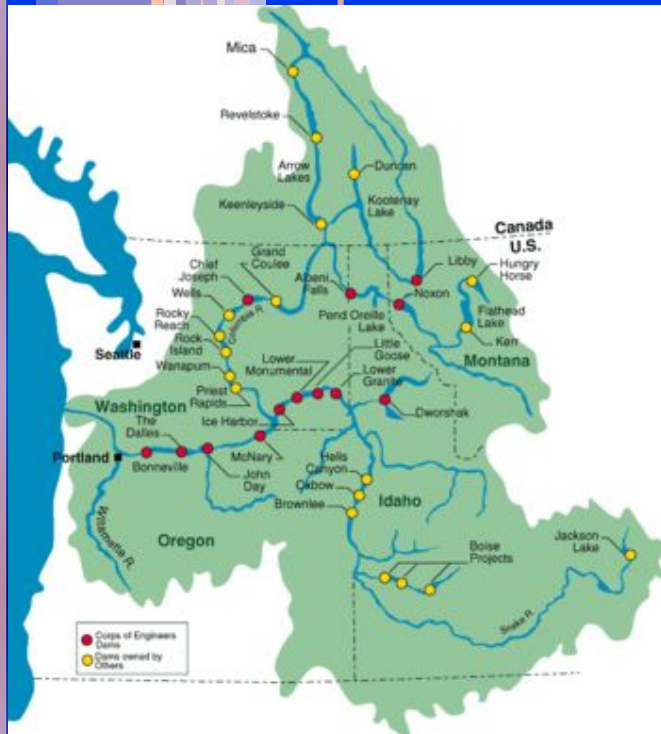 Mica
Revelstoke
Arrow
Lakes
Duncan
Kootenay
Lake
Keenleyside
Canada
U.S.
Grand
Coulee
Chief
Joseph
Albeni
Falls
Libby
Hungry
Horse
Wells
Noxon
Pend Oreille
Lake
Flathead
Lake
Rocky
Reach
Columbia R.
Kerr
Seattle
Rock
Island
Little
Goose
Lower
Monumental
Lower
Granite
Montana
Wanapum
Priest
Rapids
Washington
Ice Harbor
Dworshak
The
Dalles
McNary
Hells
Canyon
Portland
Bonneville
John
Day
Oxbow
Idaho
Brownlee
Willamette R.
Oregon
Boise
Projects
Jackson
Lake
Snake R.
Corps of Engineers
Dams
Dams owned by
Others